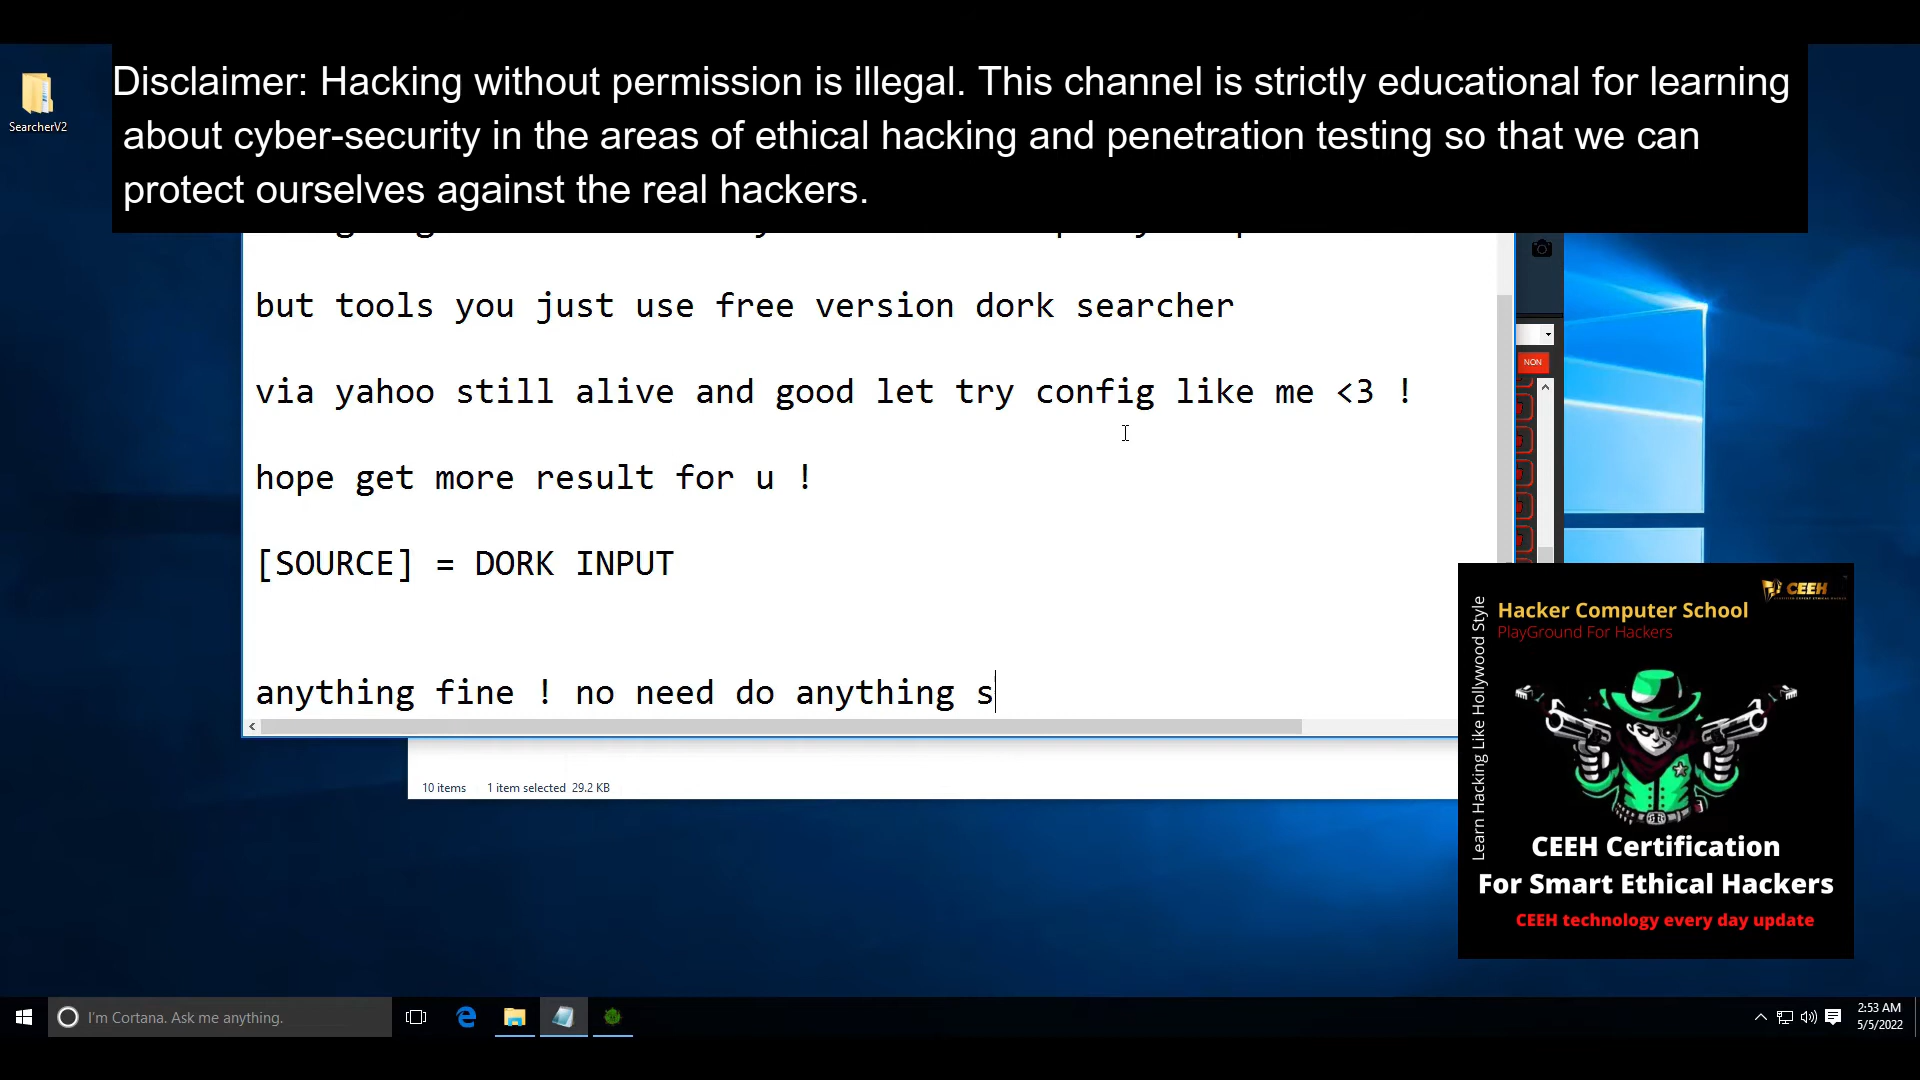 Disclaimer: Hacking without permission is illegal. This channel is strictly educational for learning
about cyber-security in the areas of ethical hacking and penetration testing so that we can
protect ourselves against the real hackers.
SearcherV2
but tools you just use free version dork searcher
via yahoo still alive and good let try config like me <3 !
hope get more result for u !
[SOURCE] = DORK INPUT
anything fine ! no need do anything s
NON
10 items 1 item selected 29.2 KB
CEEH
Hacker Computer School
PlayGround For Hackers
Learn Hacking Like Hollywood Style
CEEH Certification
For Smart Ethical Hackers
CEEH technology every day update
I'm Cortana. Ask me anything.
2:53 AM
5/5/2022